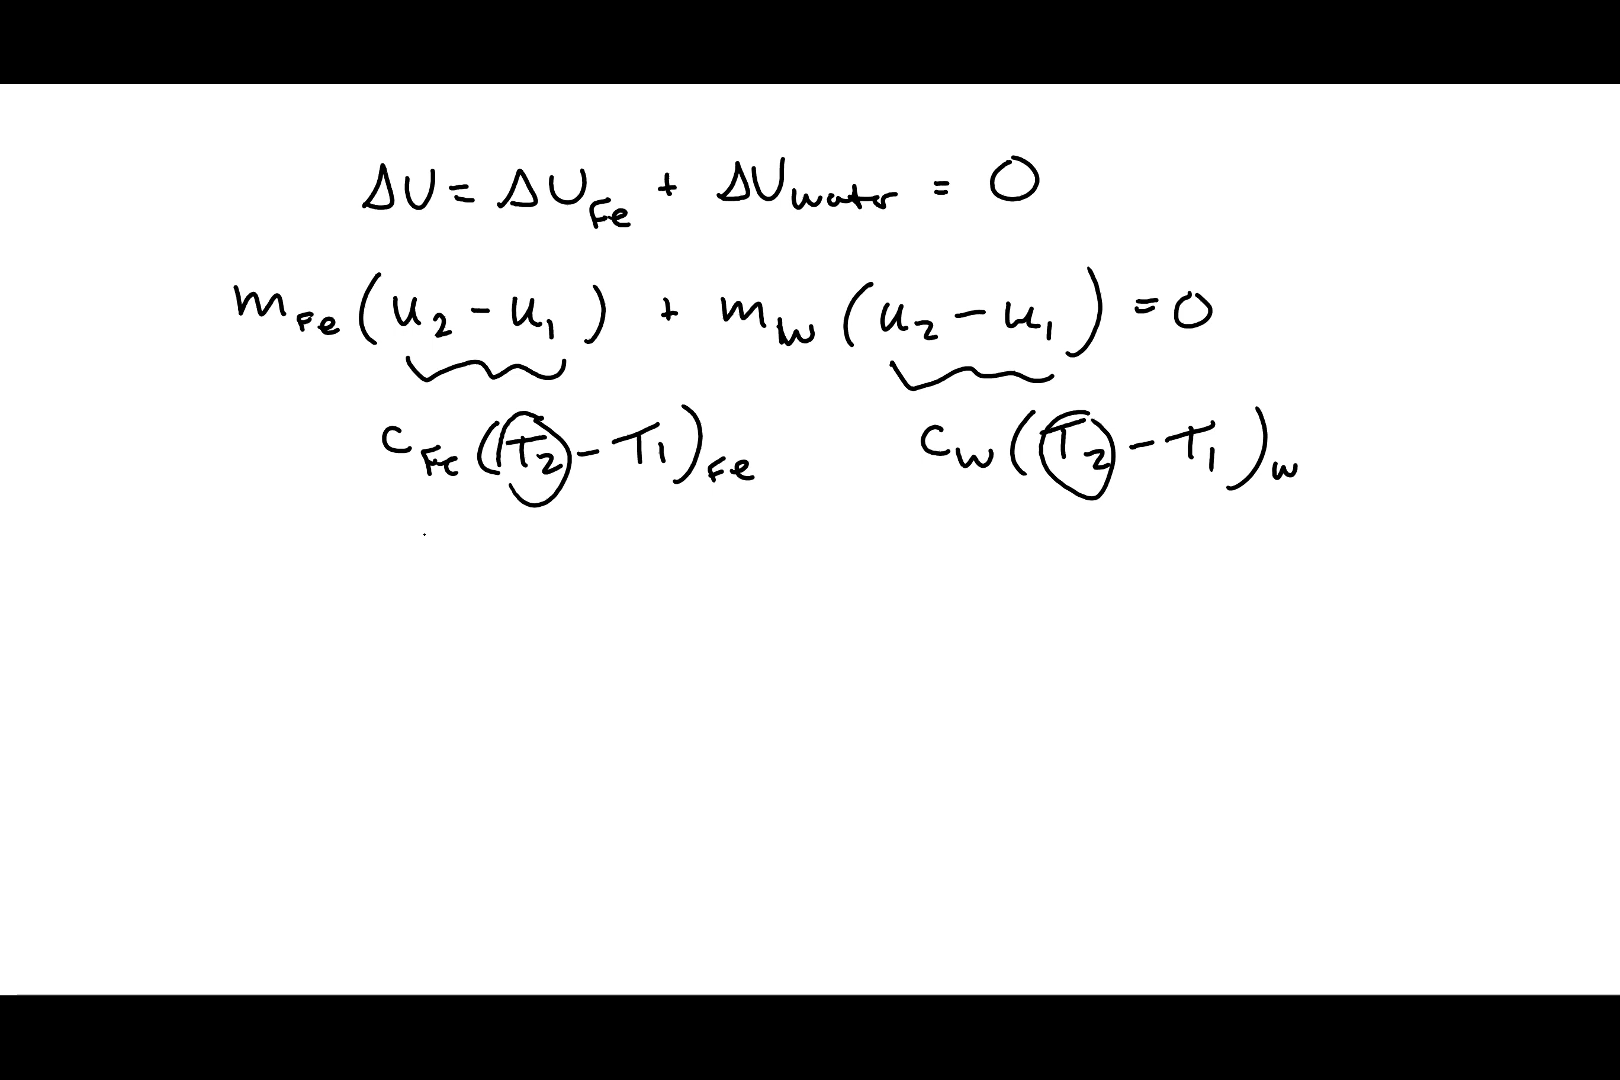 ΔU = ΔU_Fe + ΔU_water = 0
m_Fe (u_2 - u_1) + m_w (u_2 - u_1) = 0
c_Fe (T_2 - T_1)_Fe c_w (T_2 - T_1)_w